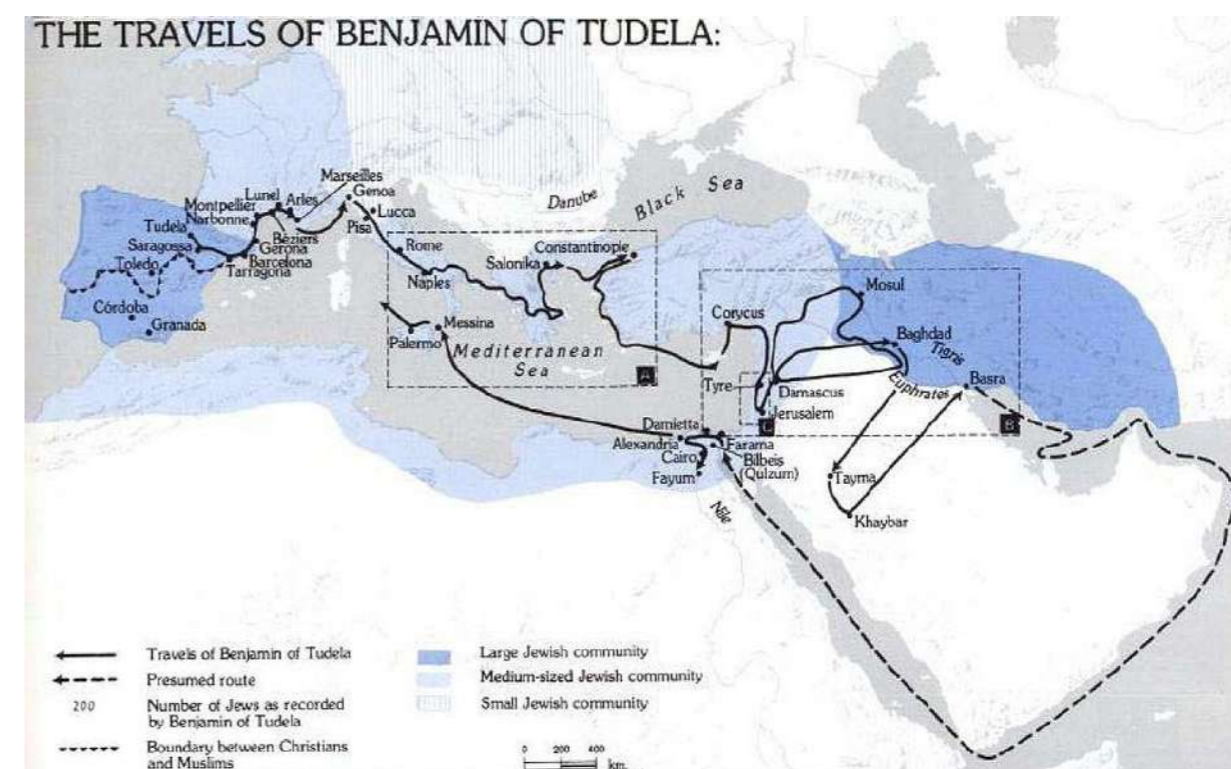 THE TRAVELS OF BENJAMIN OF TUDELA:
Marseilles
Genoa
Lunel
Arles
Montpellier
Narbonne
Lucca
Pisa
Danube
Black Sea
Tudela
Béziers
Saragossa
Gerona
Barcelona
Tarragona
Toledo
Rome
Constantinople
Salonika
Naples
Córdoba
Granada
Messina
Palermo
Mediterranean
Sea
A
Corycus
Mosul
Baghdad
Tigris
Euphrates
Basra
Tyre
Damascus
Jerusalem
C
B
Damietta
Alexandria
Farama
Cairo
Bilbeis
(Qulzum)
Fayum
Nile
Tayma
Khaybar
Travels of Benjamin of Tudela
Presumed route
200 Number of Jews as recorded
by Benjamin of Tudela
Boundary between Christians
and Muslims
Large Jewish community
Medium-sized Jewish community
Small Jewish community
0 200 400
km.